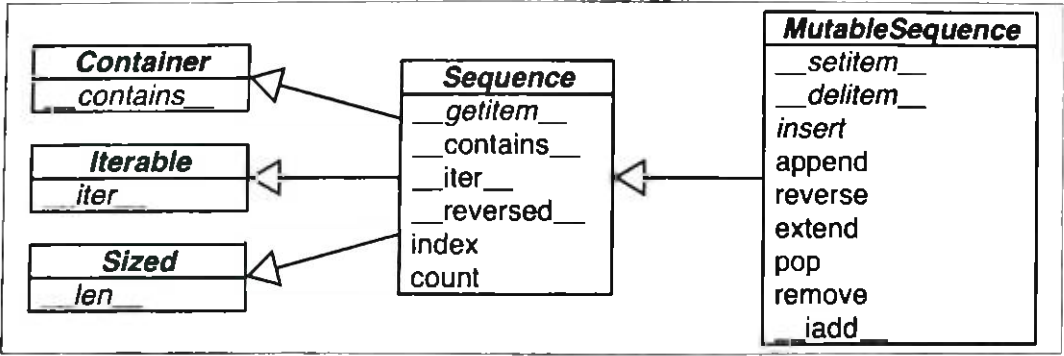 Container
__contains__
Iterable
__iter__
Sized
__len__
Sequence
__getitem__
__contains__
__iter__
__reversed__
index
count
MutableSequence
__setitem__
__delitem__
insert
append
reverse
extend
pop
remove
__iadd__